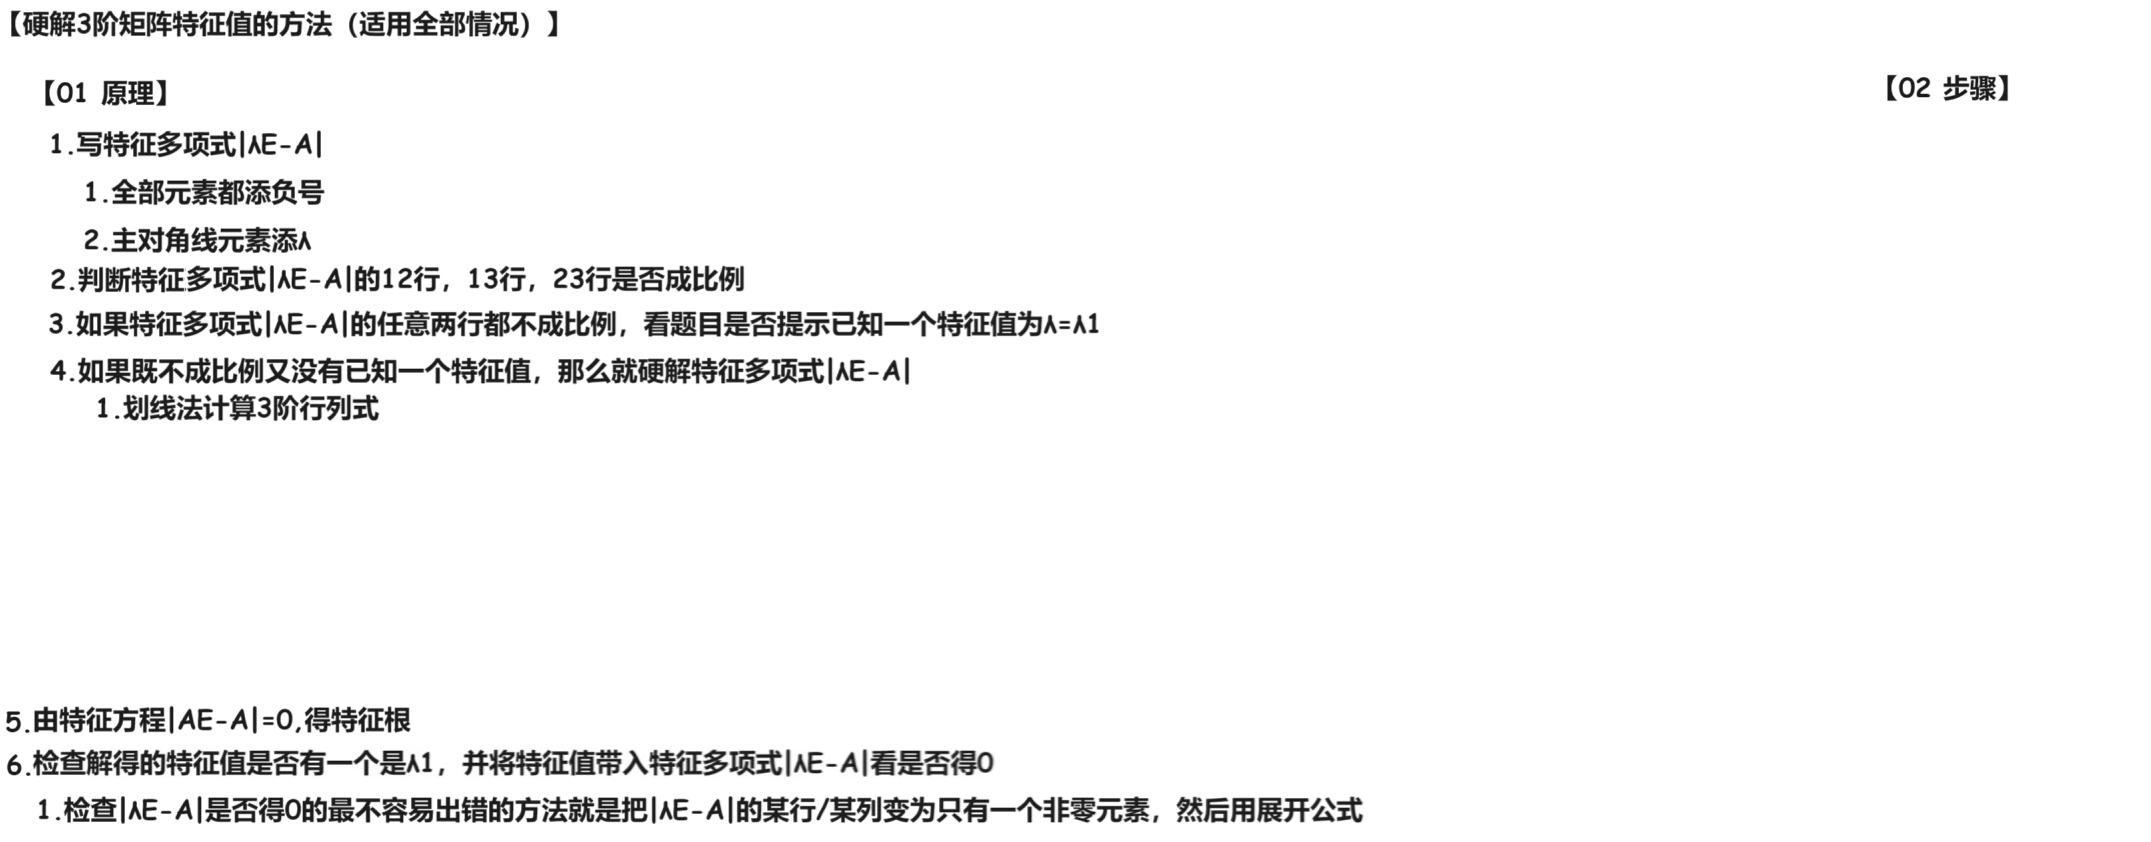 【硬解3阶矩阵特征值的方法（适用全部情况）】
【01 原理】
1.写特征多项式|λE-A|
1.全部元素都添负号
2.主对角线元素添λ
2.判断特征多项式|λE-A|的12行，13行，23行是否成比例
3.如果特征多项式|λE-A|的任意两行都不成比例，看题目是否提示已知一个特征值为λ=λ1
4.如果既不成比例又没有已知一个特征值，那么就硬解特征多项式|λE-A|
1.划线法计算3阶行列式
5.由特征方程|AE-A|=0,得特征根
6.检查解得的特征值是否有一个是λ1，并将特征值带入特征多项式|λE-A|看是否得0
1.检查|λE-A|是否得0的最不容易出错的方法就是把|λE-A|的某行/某列变为只有一个非零元素，然后用展开公式
【02 步骤】